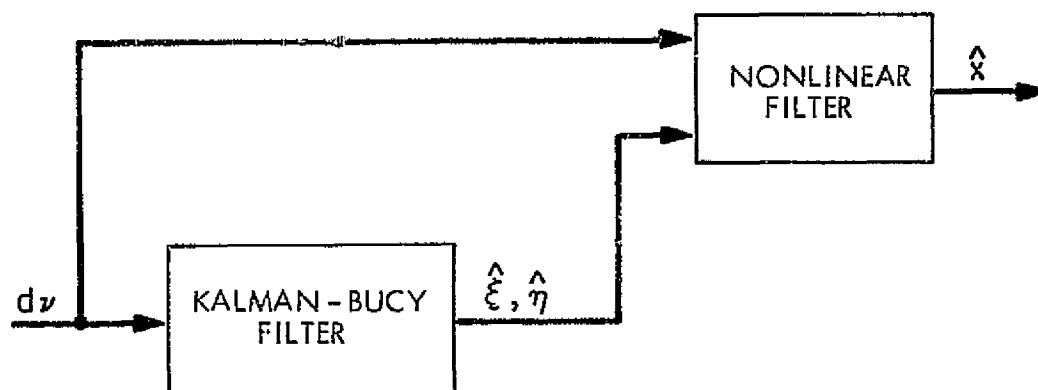 NONLINEAR
FILTER
x̂
dν
KALMAN-BUCY
FILTER
ξ̂, η̂